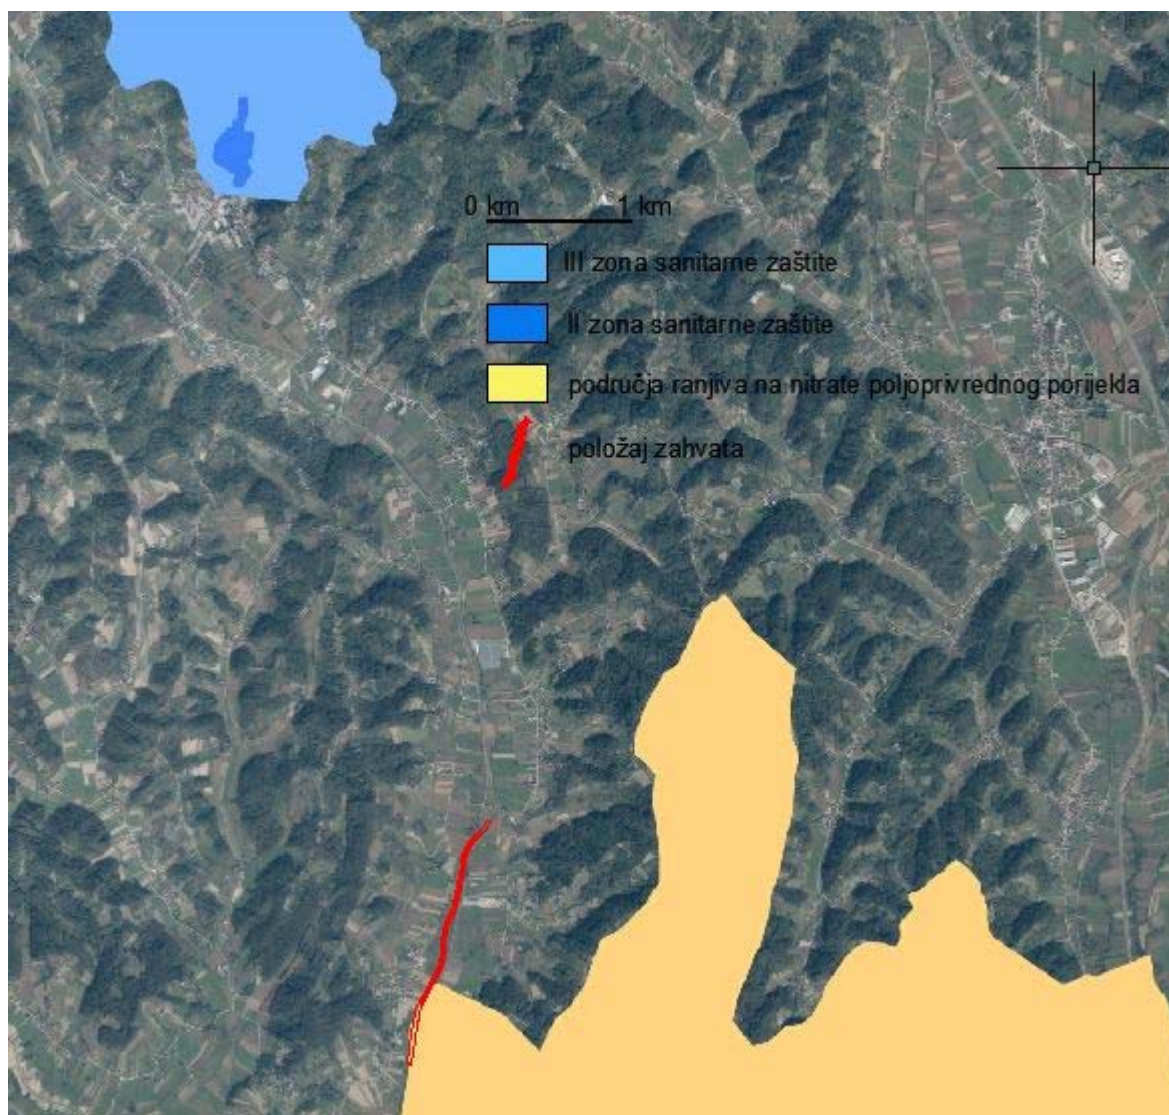 0 km 1 km
III zona sanitarne zaštite
II zona sanitarne zaštite
područja ranjiva na nitrate poljoprivrednog porijekla
položaj zahvata